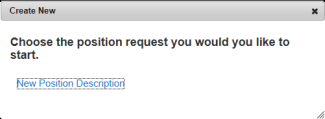 Create New
Choose the position request you would you like to
start.
New Position Description